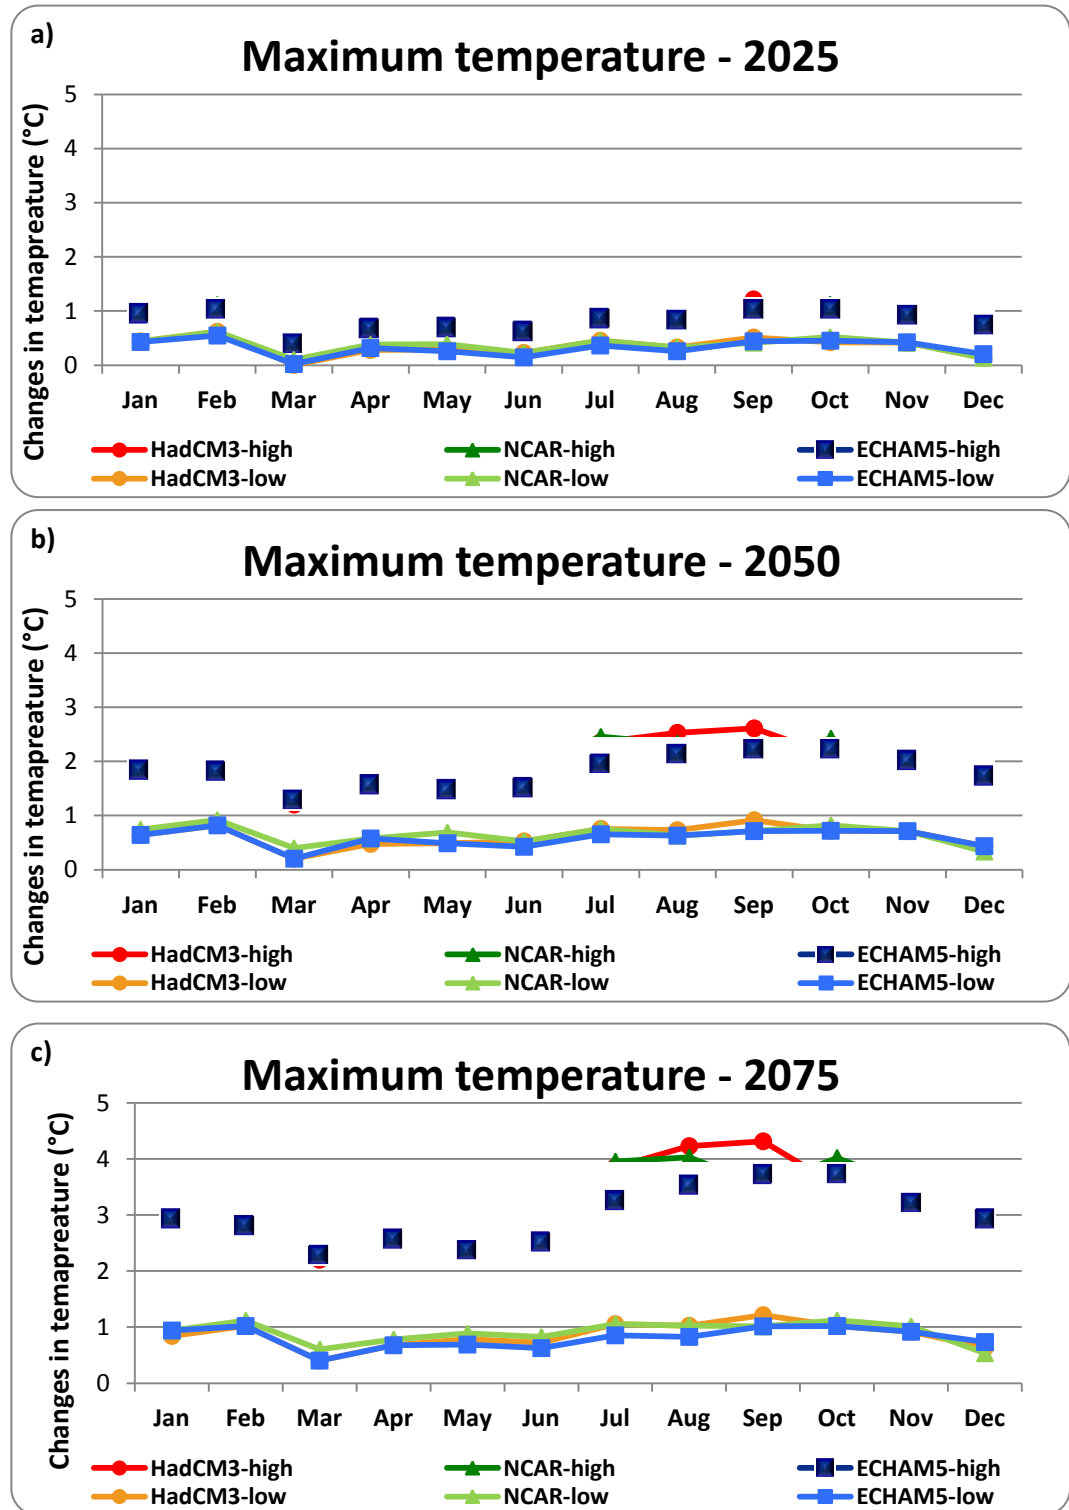 a)
Maximum temperature - 2025
Changes in temapreature (°C)
5
4
3
2
1
0
Jan Feb Mar Apr May Jun Jul Aug Sep Oct Nov Dec
HadCM3-high NCAR-high ECHAM5-high
HadCM3-low NCAR-low ECHAM5-low
b)
Maximum temperature - 2050
Changes in temapreature (°C)
5
4
3
2
1
0
Jan Feb Mar Apr May Jun Jul Aug Sep Oct Nov Dec
HadCM3-high NCAR-high ECHAM5-high
HadCM3-low NCAR-low ECHAM5-low
c)
Maximum temperature - 2075
Changes in temapreature (°C)
5
4
3
2
1
0
Jan Feb Mar Apr May Jun Jul Aug Sep Oct Nov Dec
HadCM3-high NCAR-high ECHAM5-high
HadCM3-low NCAR-low ECHAM5-low